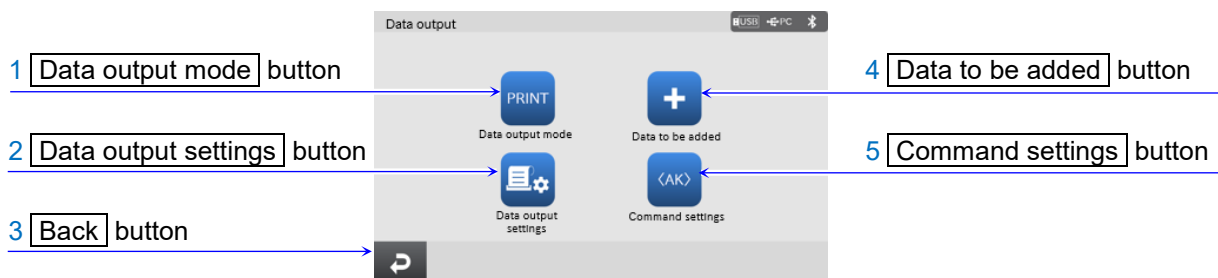 Data output
USB PC
1 Data output mode button
4 Data to be added button
PRINT
+
Data output mode
Data to be added
2 Data output settings button
5 Command settings button
〈AK〉
Data output
settings
Command settings
3 Back button